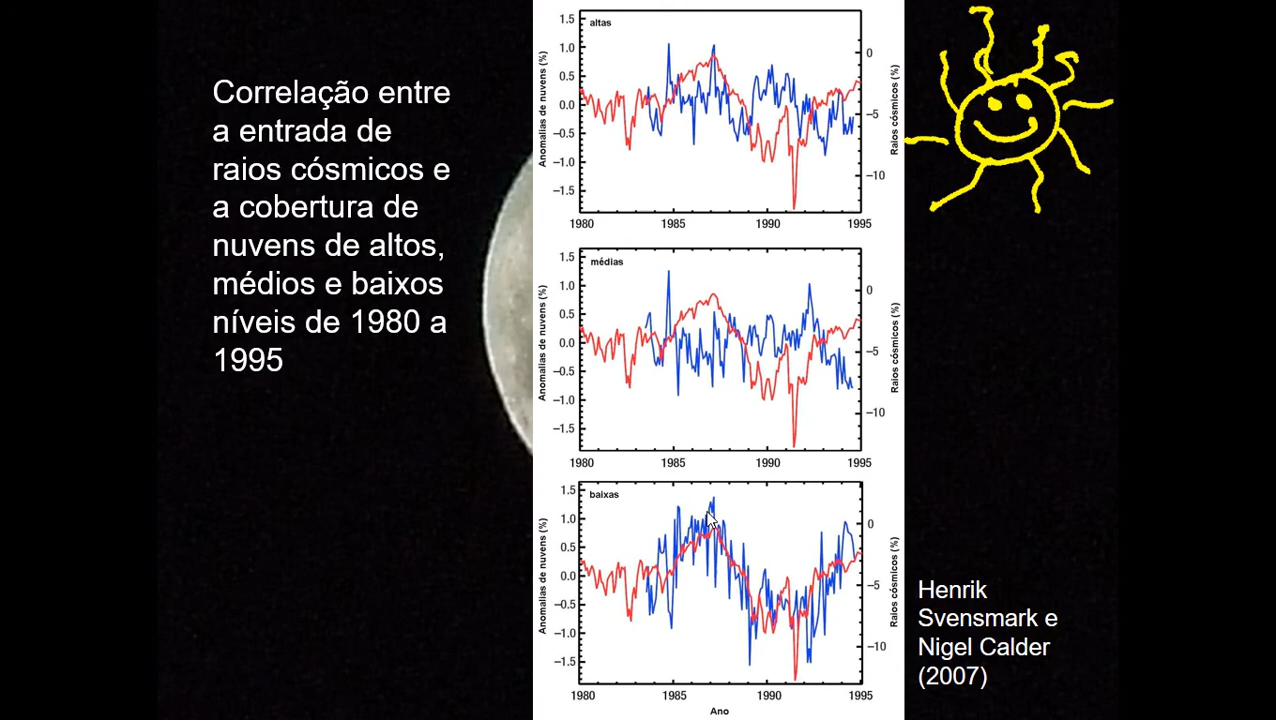 Correlação entre
a entrada de
raios cósmicos e
a cobertura de
nuvens de altos,
médios e baixos
níveis de 1980 a
1995
altas
Anomalias de nuvens (%)
1.5
1.0
0.5
0.0
−0.5
−1.0
−1.5
0
−5
−10
Raios cósmicos (%)
1980 1985 1990 1995
médias
Anomalias de nuvens (%)
1.5
1.0
0.5
0.0
−0.5
−1.0
−1.5
0
−5
−10
Raios cósmicos (%)
1980 1985 1990 1995
baixas
Anomalias de nuvens (%)
1.5
1.0
0.5
0.0
−0.5
−1.0
−1.5
0
−5
−10
Raios cósmicos (%)
1980 1985 1990 1995
Ano
Henrik
Svensmark e
Nigel Calder
(2007)